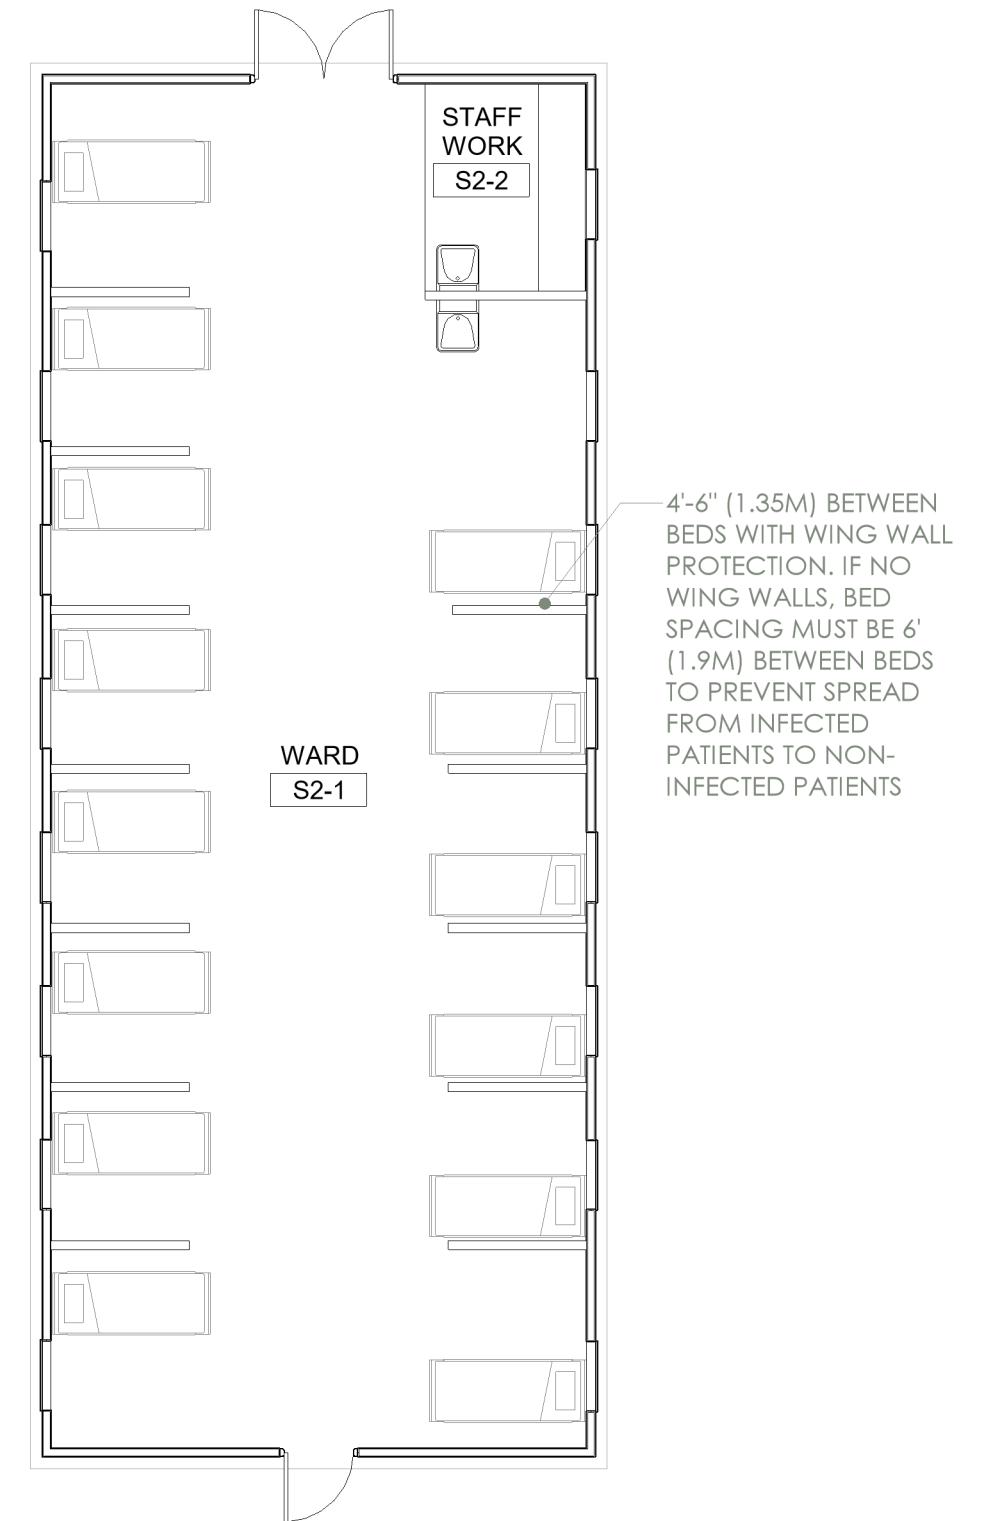 STAFF
WORK
S2-2
4'-6" (1.35M) BETWEEN
BEDS WITH WING WALL
PROTECTION. IF NO
WING WALLS, BED
SPACING MUST BE 6'
(1.9M) BETWEEN BEDS
TO PREVENT SPREAD
FROM INFECTED
PATIENTS TO NON-
INFECTED PATIENTS
WARD
S2-1